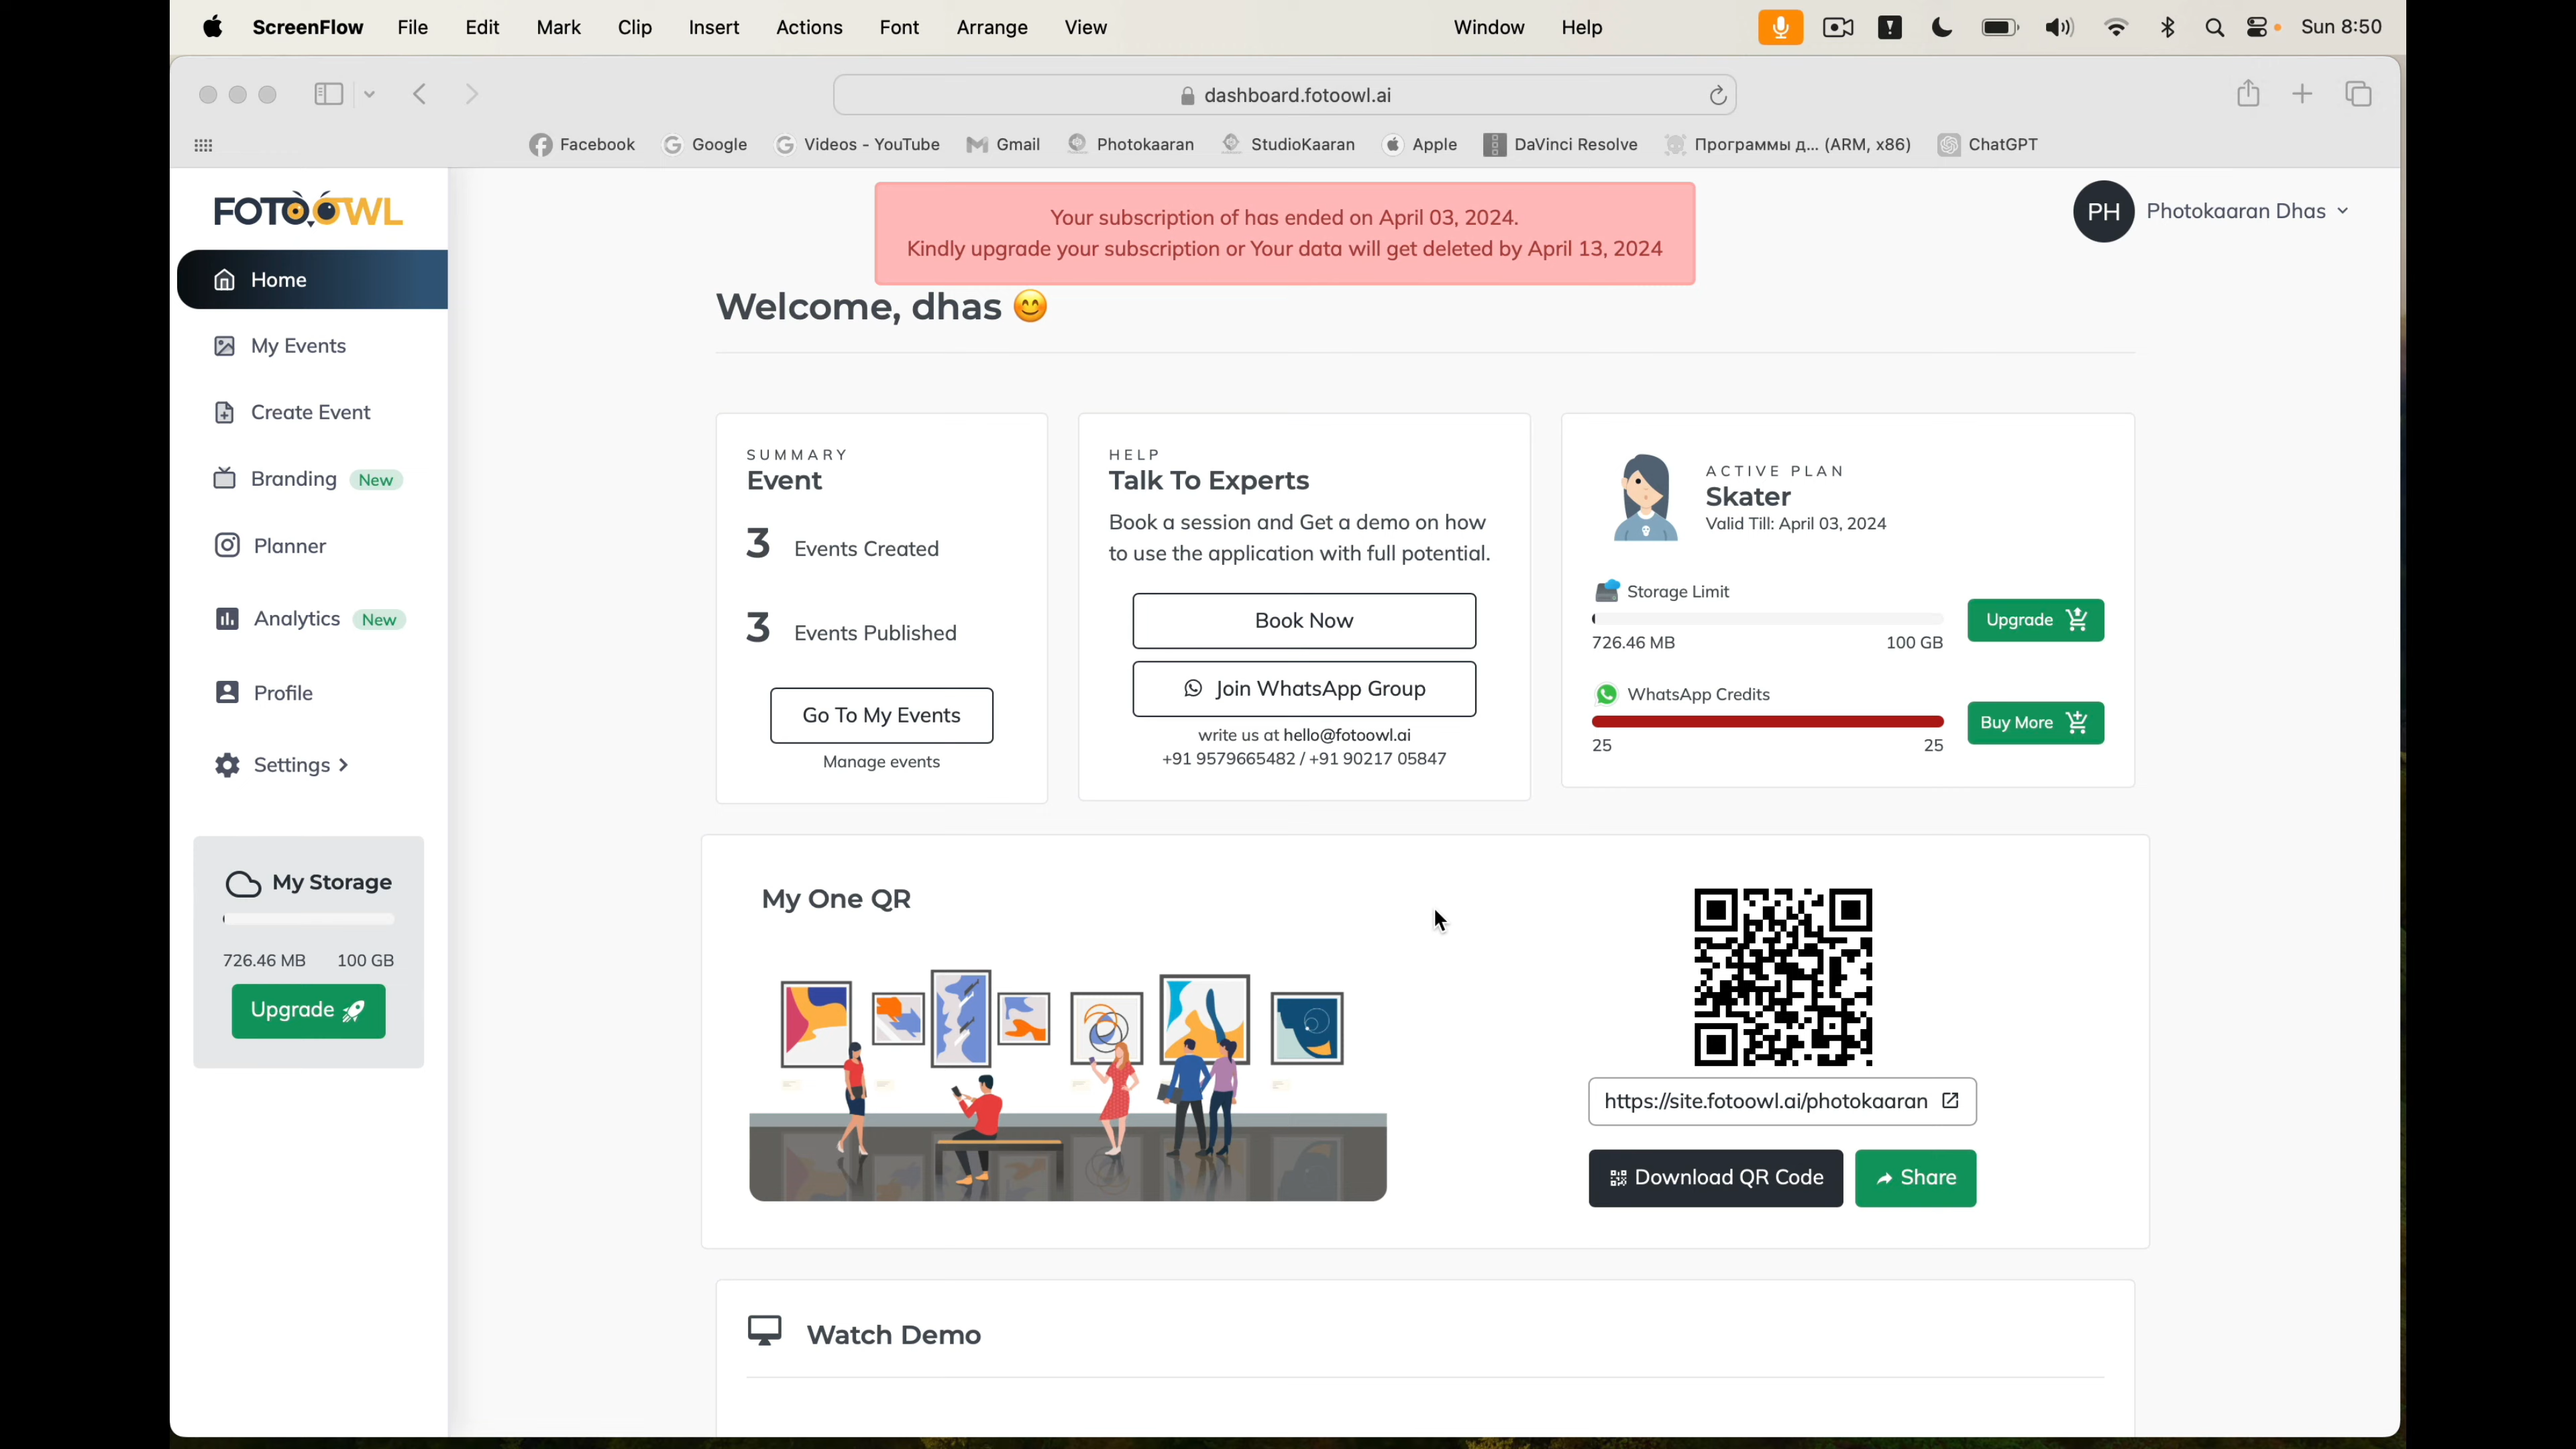 ScreenFlow File Edit Mark Clip Insert Actions Font Arrange View Window Help Sun 8:50
dashboard.fotoowl.ai
Facebook Google Videos - YouTube Gmail Photokaaran StudioKaaran Apple DaVinci Resolve Программы д... (ARM, x86) ChatGPT
FOTOOWL
Home
My Events
Create Event
Branding New
Planner
Analytics New
Profile
Settings
My Storage
726.46 MB 100 GB
Upgrade
Your subscription of has ended on April 03, 2024.
Kindly upgrade your subscription or Your data will get deleted by April 13, 2024
PH Photokaaran Dhas
Welcome, dhas 😊
SUMMARY
Event
3 Events Created
3 Events Published
Go To My Events
Manage events
HELP
Talk To Experts
Book a session and Get a demo on how
to use the application with full potential.
Book Now
Join WhatsApp Group
write us at hello@fotoowl.ai
+91 9579665482 / +91 90217 05847
ACTIVE PLAN
Skater
Valid Till: April 03, 2024
Storage Limit
726.46 MB 100 GB
Upgrade
WhatsApp Credits
25 25
Buy More
My One QR
https://site.fotoowl.ai/photokaaran
Download QR Code Share
Watch Demo